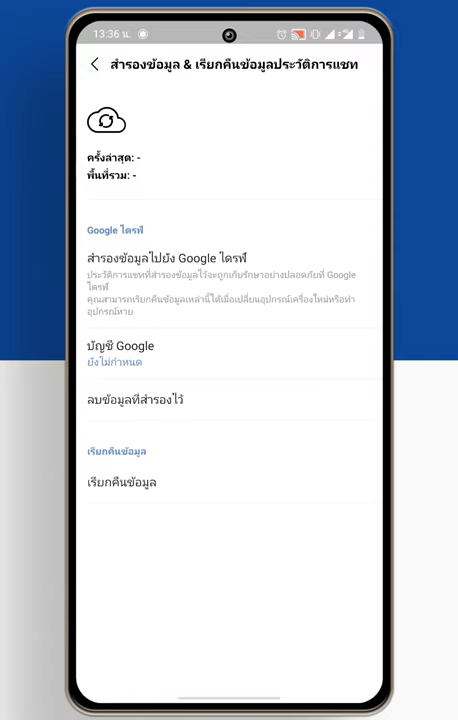 13:36 น.
สำรองข้อมูล & เรียกคืนข้อมูลประวัติการแชท
ครั้งล่าสุด: -
พื้นที่รวม: -
Google ไดรฟ์
สำรองข้อมูลไปยัง Google ไดรฟ์
ประวัติการแชทที่สำรองข้อมูลไว้จะถูกเก็บรักษาอย่างปลอดภัยที่ Google
ไดรฟ์
คุณสามารถเรียกคืนข้อมูลเหล่านี้ได้เมื่อเปลี่ยนอุปกรณ์เครื่องใหม่หรือทำ
อุปกรณ์หาย
บัญชี Google
ยังไม่กำหนด
ลบข้อมูลที่สำรองไว้
เรียกคืนข้อมูล
เรียกคืนข้อมูล